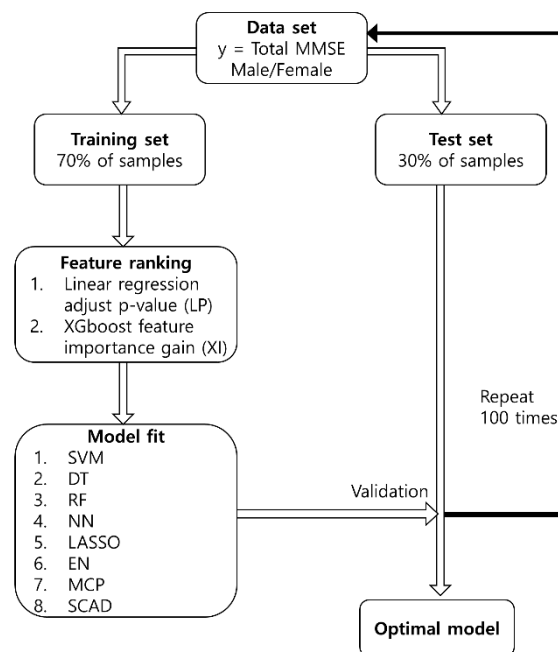 Data set
y = Total MMSE
Male/Female
Training set
70% of samples
Test set
30% of samples
Feature ranking
1. Linear regression
adjust p-value (LP)
2. XGboost feature
importance gain (XI)
Repeat
100 times
Model fit
1. SVM
2. DT
3. RF
4. NN
5. LASSO
6. EN
7. MCP
8. SCAD
Validation
Optimal model